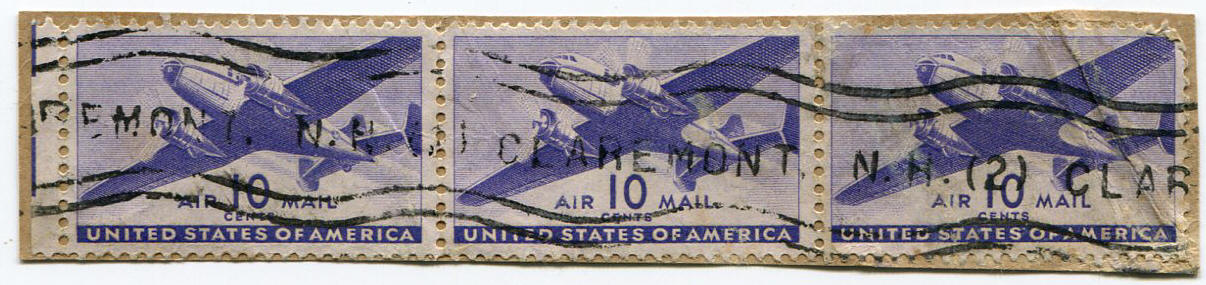 REMONT, N.H. CLAREMONT, N.H. (2) CLAR
AIR 10 MAIL AIR 10 MAIL AIR 10 MAIL
CENTS CENTS CENTS
UNITED STATES OF AMERICA UNITED STATES OF AMERICA UNITED STATES OF AMERICA